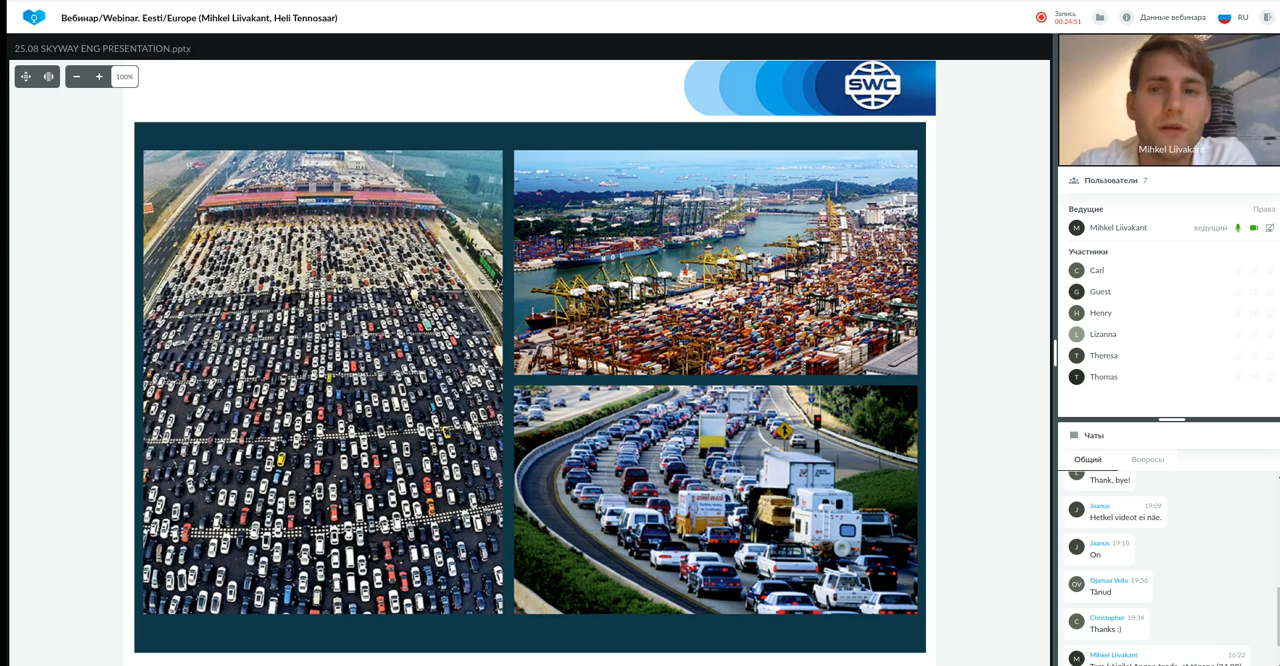 Вебинар/Webinar. Eesti/Europe (Mihkel Liivakant, Heli Tennosaar)
Запись
00:24:51
Данные вебинара
RU
25.08 SKYWAY ENG PRESENTATION.pptx
100%
SWC
MOL
Mihkel Liivakant
Пользователи 7
Ведущие Права
M Mihkel Liivakant ведущий
Участники
C Carl
G Guest
H Henry
L Lizanna
T Theresa
T Thomas
Чаты
Общий Вопросы
Thank, bye!
J Jaanus 19:09
Hetkel videot ei näe.
J Jaanus 19:10
On
OV Ojamaa Vello 19:56
Tänud
C Christopher 19:34
Thanks :)
M Mihkel Liivakant 16:22